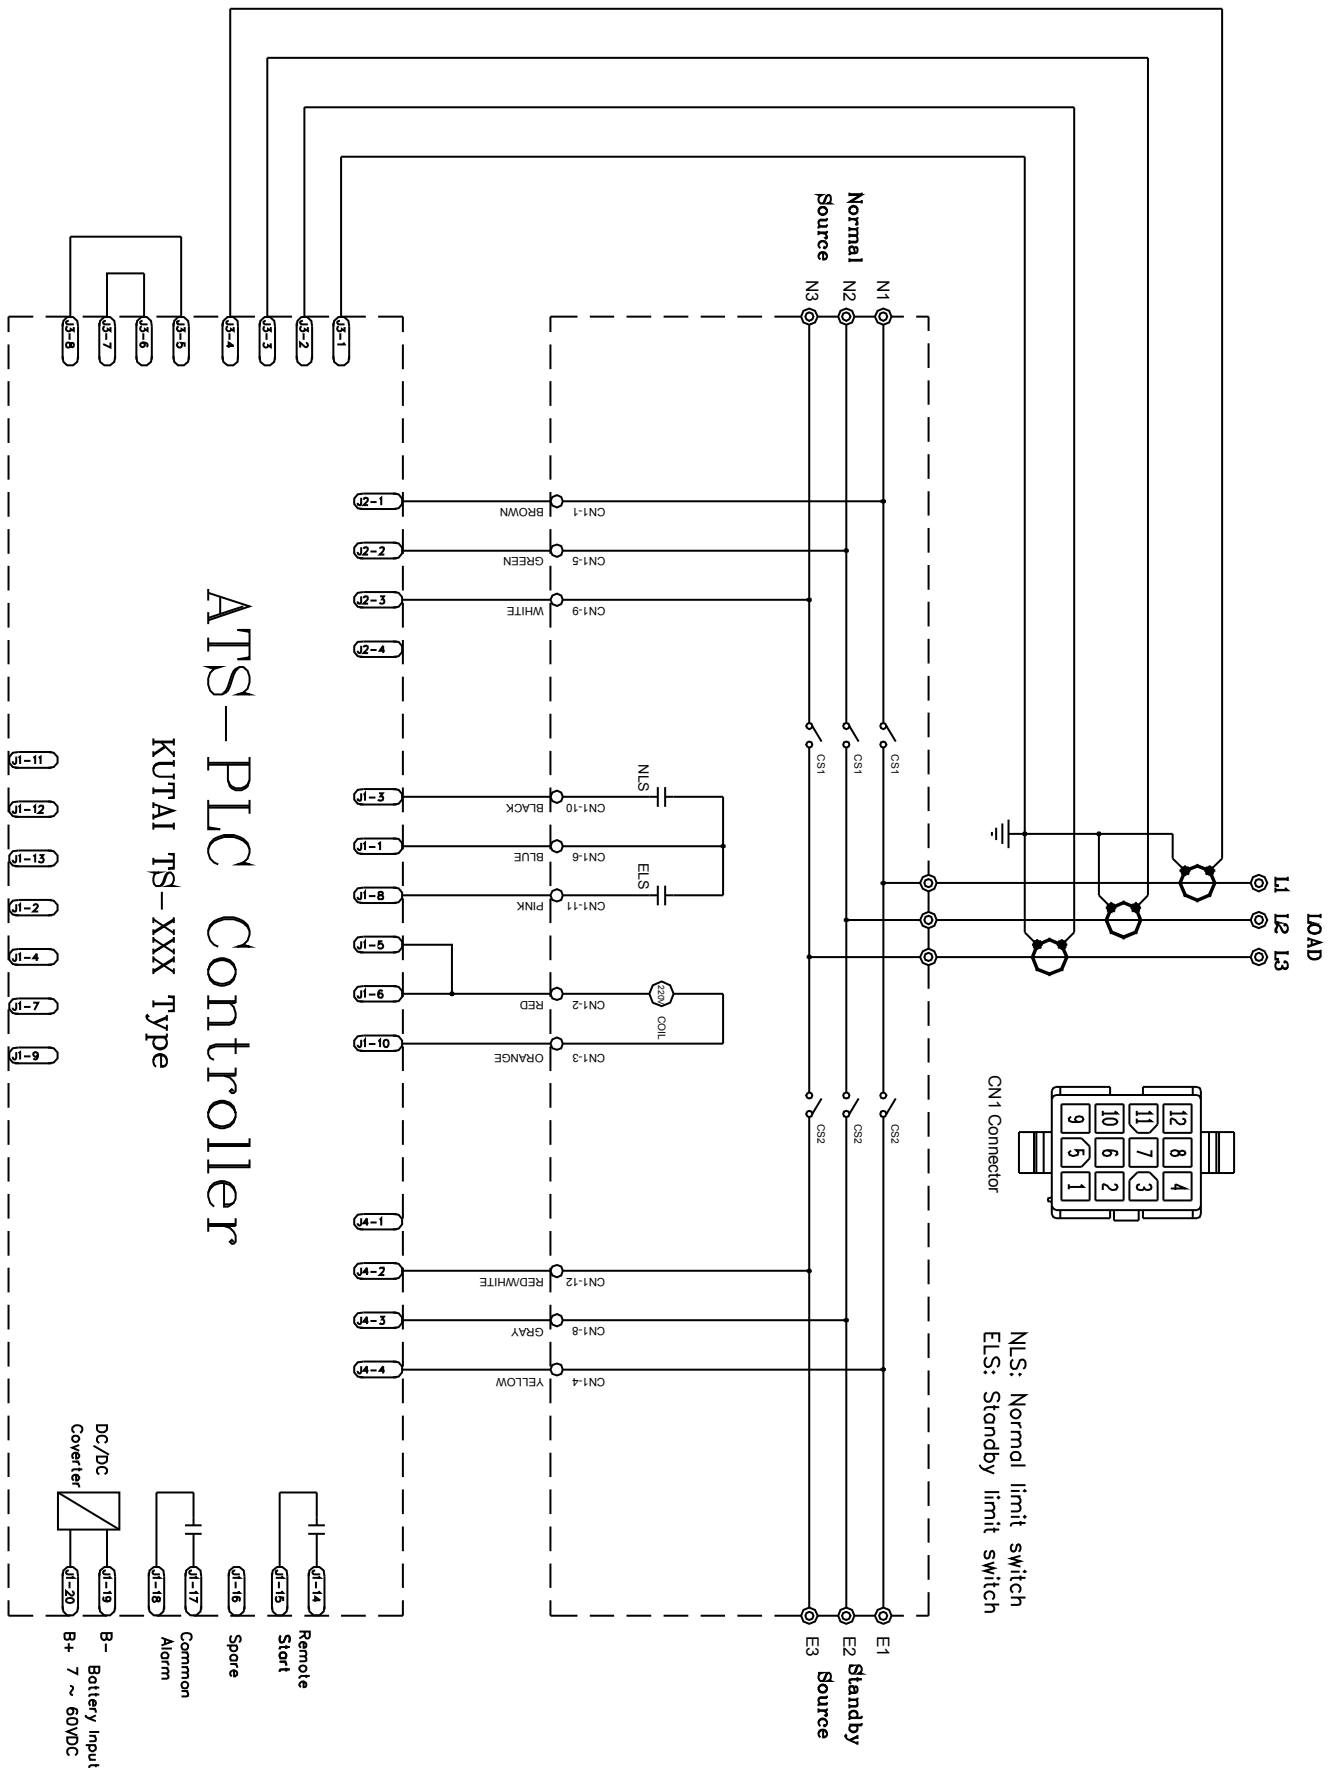 LOAD
L1
L2
L3
Normal
Source
N1
N2
N3
J3-8
J3-7
J3-6
J3-5
J3-4
J3-3
J3-2
J3-1
J2-1
BROWN
CN1-1
J2-2
GREEN
CN1-5
J2-3
WHITE
CN1-9
J2-4
CS1
CS1
CS1
J1-3
BLACK
CN1-10
NLS
J1-1
BLUE
CN1-6
J1-8
PINK
CN1-11
ELS
J1-5
J1-6
RED
CN1-2
220V
COIL
J1-10
ORANGE
CN1-3
CS2
CS2
CS2
J4-1
J4-2
RED/WHITE
CN1-12
J4-3
GRAY
CN1-8
J4-4
YELLOW
CN1-4
ATS-PLC Controller
KUTAI TS-XXX Type
J1-11
J1-12
J1-13
J1-2
J1-4
J1-7
J1-9
CN1 Connector
12
11
10
9
8
7
6
5
4
3
2
1
NLS: Normal limit switch
ELS: Standby limit switch
E1
E2
E3
Standby
Source
J1-14
J1-15
Remote
Start
J1-16
Spare
J1-17
J1-18
Common
Alarm
DC/DC
Coverter
J1-19
J1-20
B- Battery Input
B+ 7 ~ 60VDC